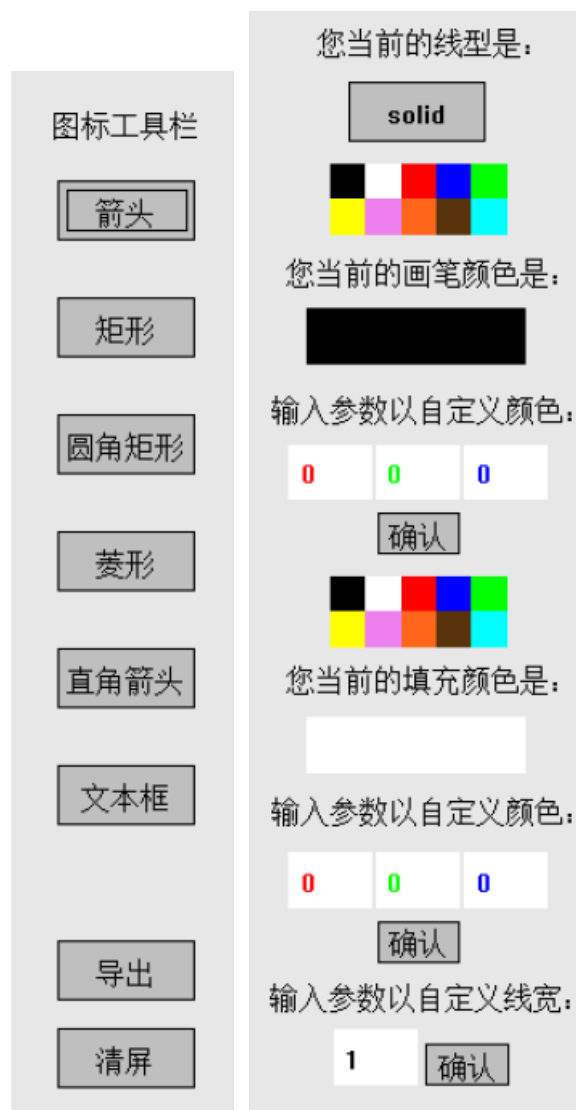 图标工具栏
箭头
矩形
圆角矩形
菱形
直角箭头
文本框
导出
清屏
您当前的线型是：
solid
您当前的画笔颜色是：
输入参数以自定义颜色：
0 0 0
确认
您当前的填充颜色是：
输入参数以自定义颜色：
0 0 0
确认
输入参数以自定义线宽：
1 确认